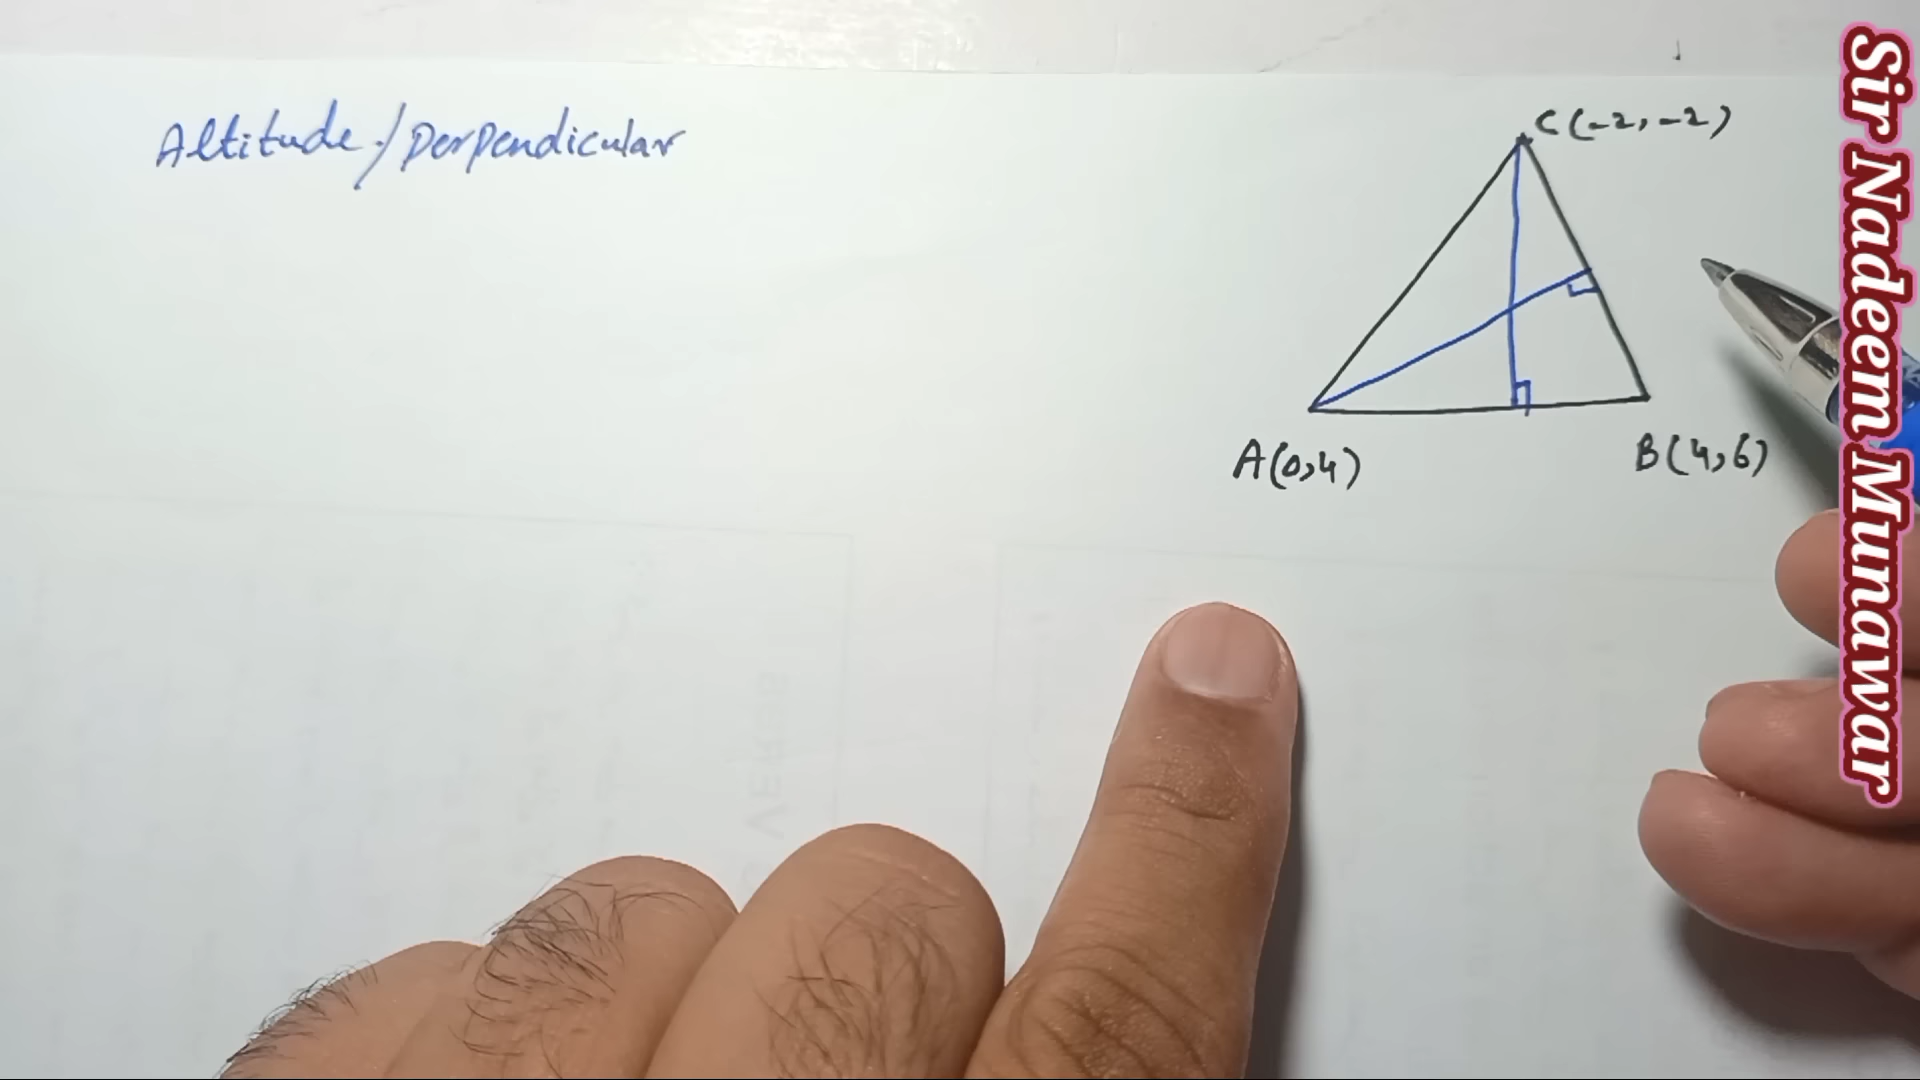 Altitude./perpendicular
C(-2,-2)
A(0,4)
B(4,6)
Sir Nadeem Munawar